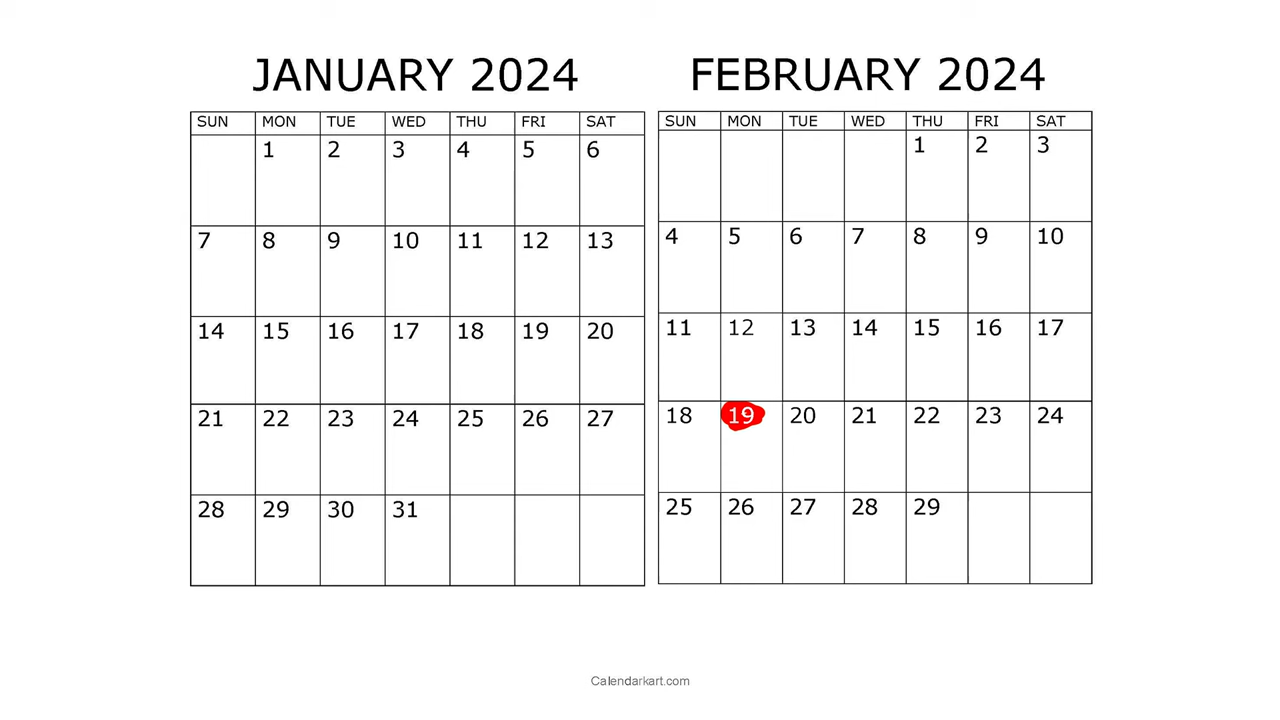 JANUARY 2024
SUN MON TUE WED THU FRI SAT
1 2 3 4 5 6
7 8 9 10 11 12 13
14 15 16 17 18 19 20
21 22 23 24 25 26 27
28 29 30 31
FEBRUARY 2024
SUN MON TUE WED THU FRI SAT
1 2 3
4 5 6 7 8 9 10
11 12 13 14 15 16 17
18 19 20 21 22 23 24
25 26 27 28 29
Calendarkart.com